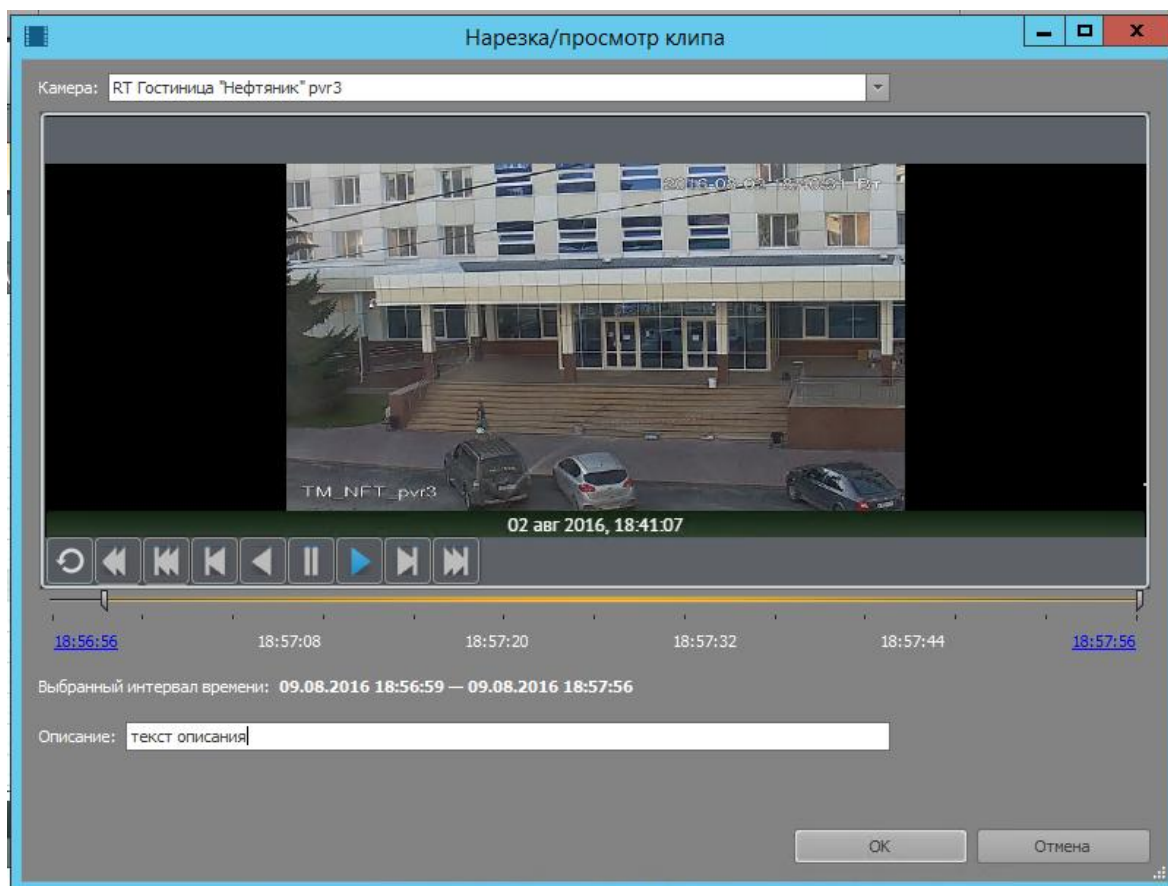 Нарезка/просмотр клипа
Камера: RT Гостиница "Нефтяник" pvr3
Вт
TM_NFT_pvr3
02 авг 2016, 18:41:07
18:56:56 18:57:08 18:57:20 18:57:32 18:57:44 18:57:56
Выбранный интервал времени: 09.08.2016 18:56:59 — 09.08.2016 18:57:56
Описание: текст описания
OK Отмена